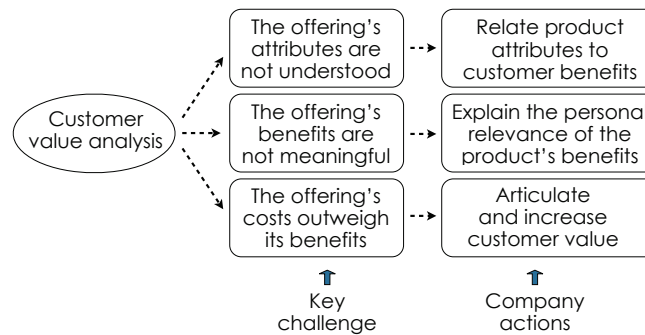 Customer
value analysis
The offering's
attributes are
not understood
Relate product
attributes to
customer benefits
The offering's
benefits are
not meaningful
Explain the personal
relevance of the
product's benefits
The offering's
costs outweigh
its benefits
Articulate
and increase
customer value
Key
challenge
Company
actions